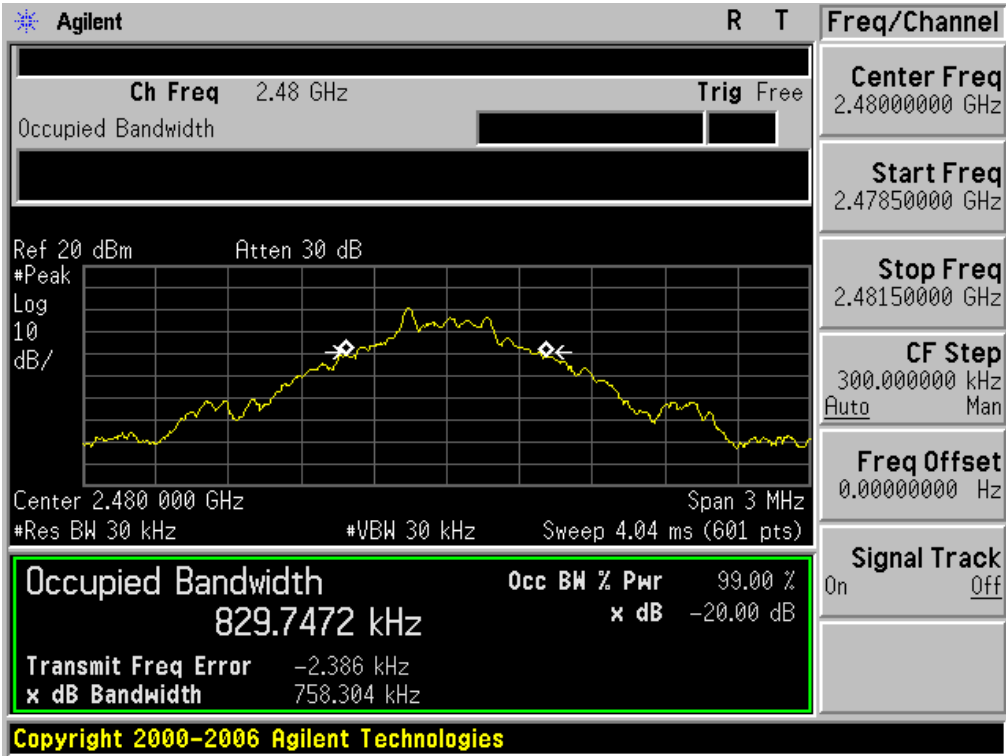 Agilent R T Freq/Channel
Ch Freq 2.48 GHz Trig Free
Occupied Bandwidth
Center Freq
2.48000000 GHz
Start Freq
2.47850000 GHz
Stop Freq
2.48150000 GHz
CF Step
300.000000 kHz
Auto Man
Freq Offset
0.00000000 Hz
Signal Track
On Off
Ref 20 dBm Atten 30 dB
#Peak
Log
10
dB/
Center 2.480 000 GHz Span 3 MHz
#Res BW 30 kHz #VBW 30 kHz Sweep 4.04 ms (601 pts)
Occupied Bandwidth Occ BW % Pwr 99.00 %
829.7472 kHz x dB -20.00 dB
Transmit Freq Error -2.386 kHz
x dB Bandwidth 758.304 kHz
Copyright 2000-2006 Agilent Technologies